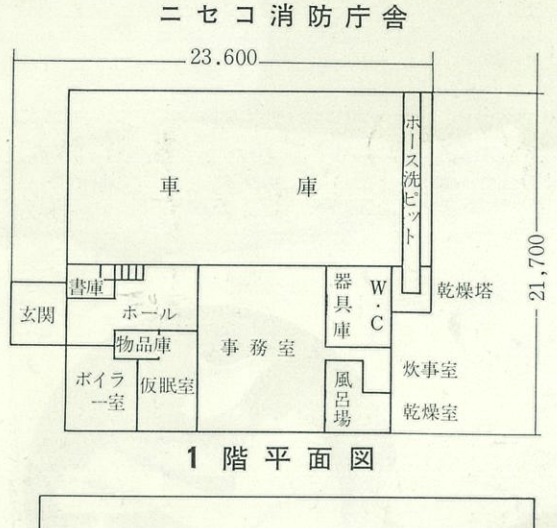 ニセコ消防庁舎
23.600
車庫
ホース洗ピット
21,700
書庫
玄関
ホール
物品庫
ボイラー室
仮眠室
事務室
器具庫
W・C
乾燥塔
風呂場
炊事室
乾燥室
1階平面図